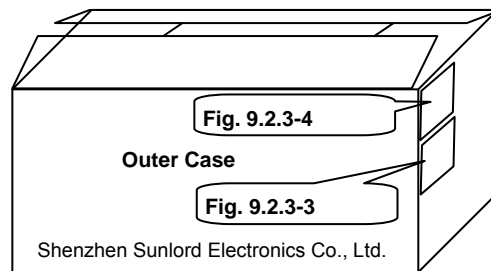 Fig. 9.2.3-4
Outer Case
Fig. 9.2.3-3
Shenzhen Sunlord Electronics Co., Ltd.